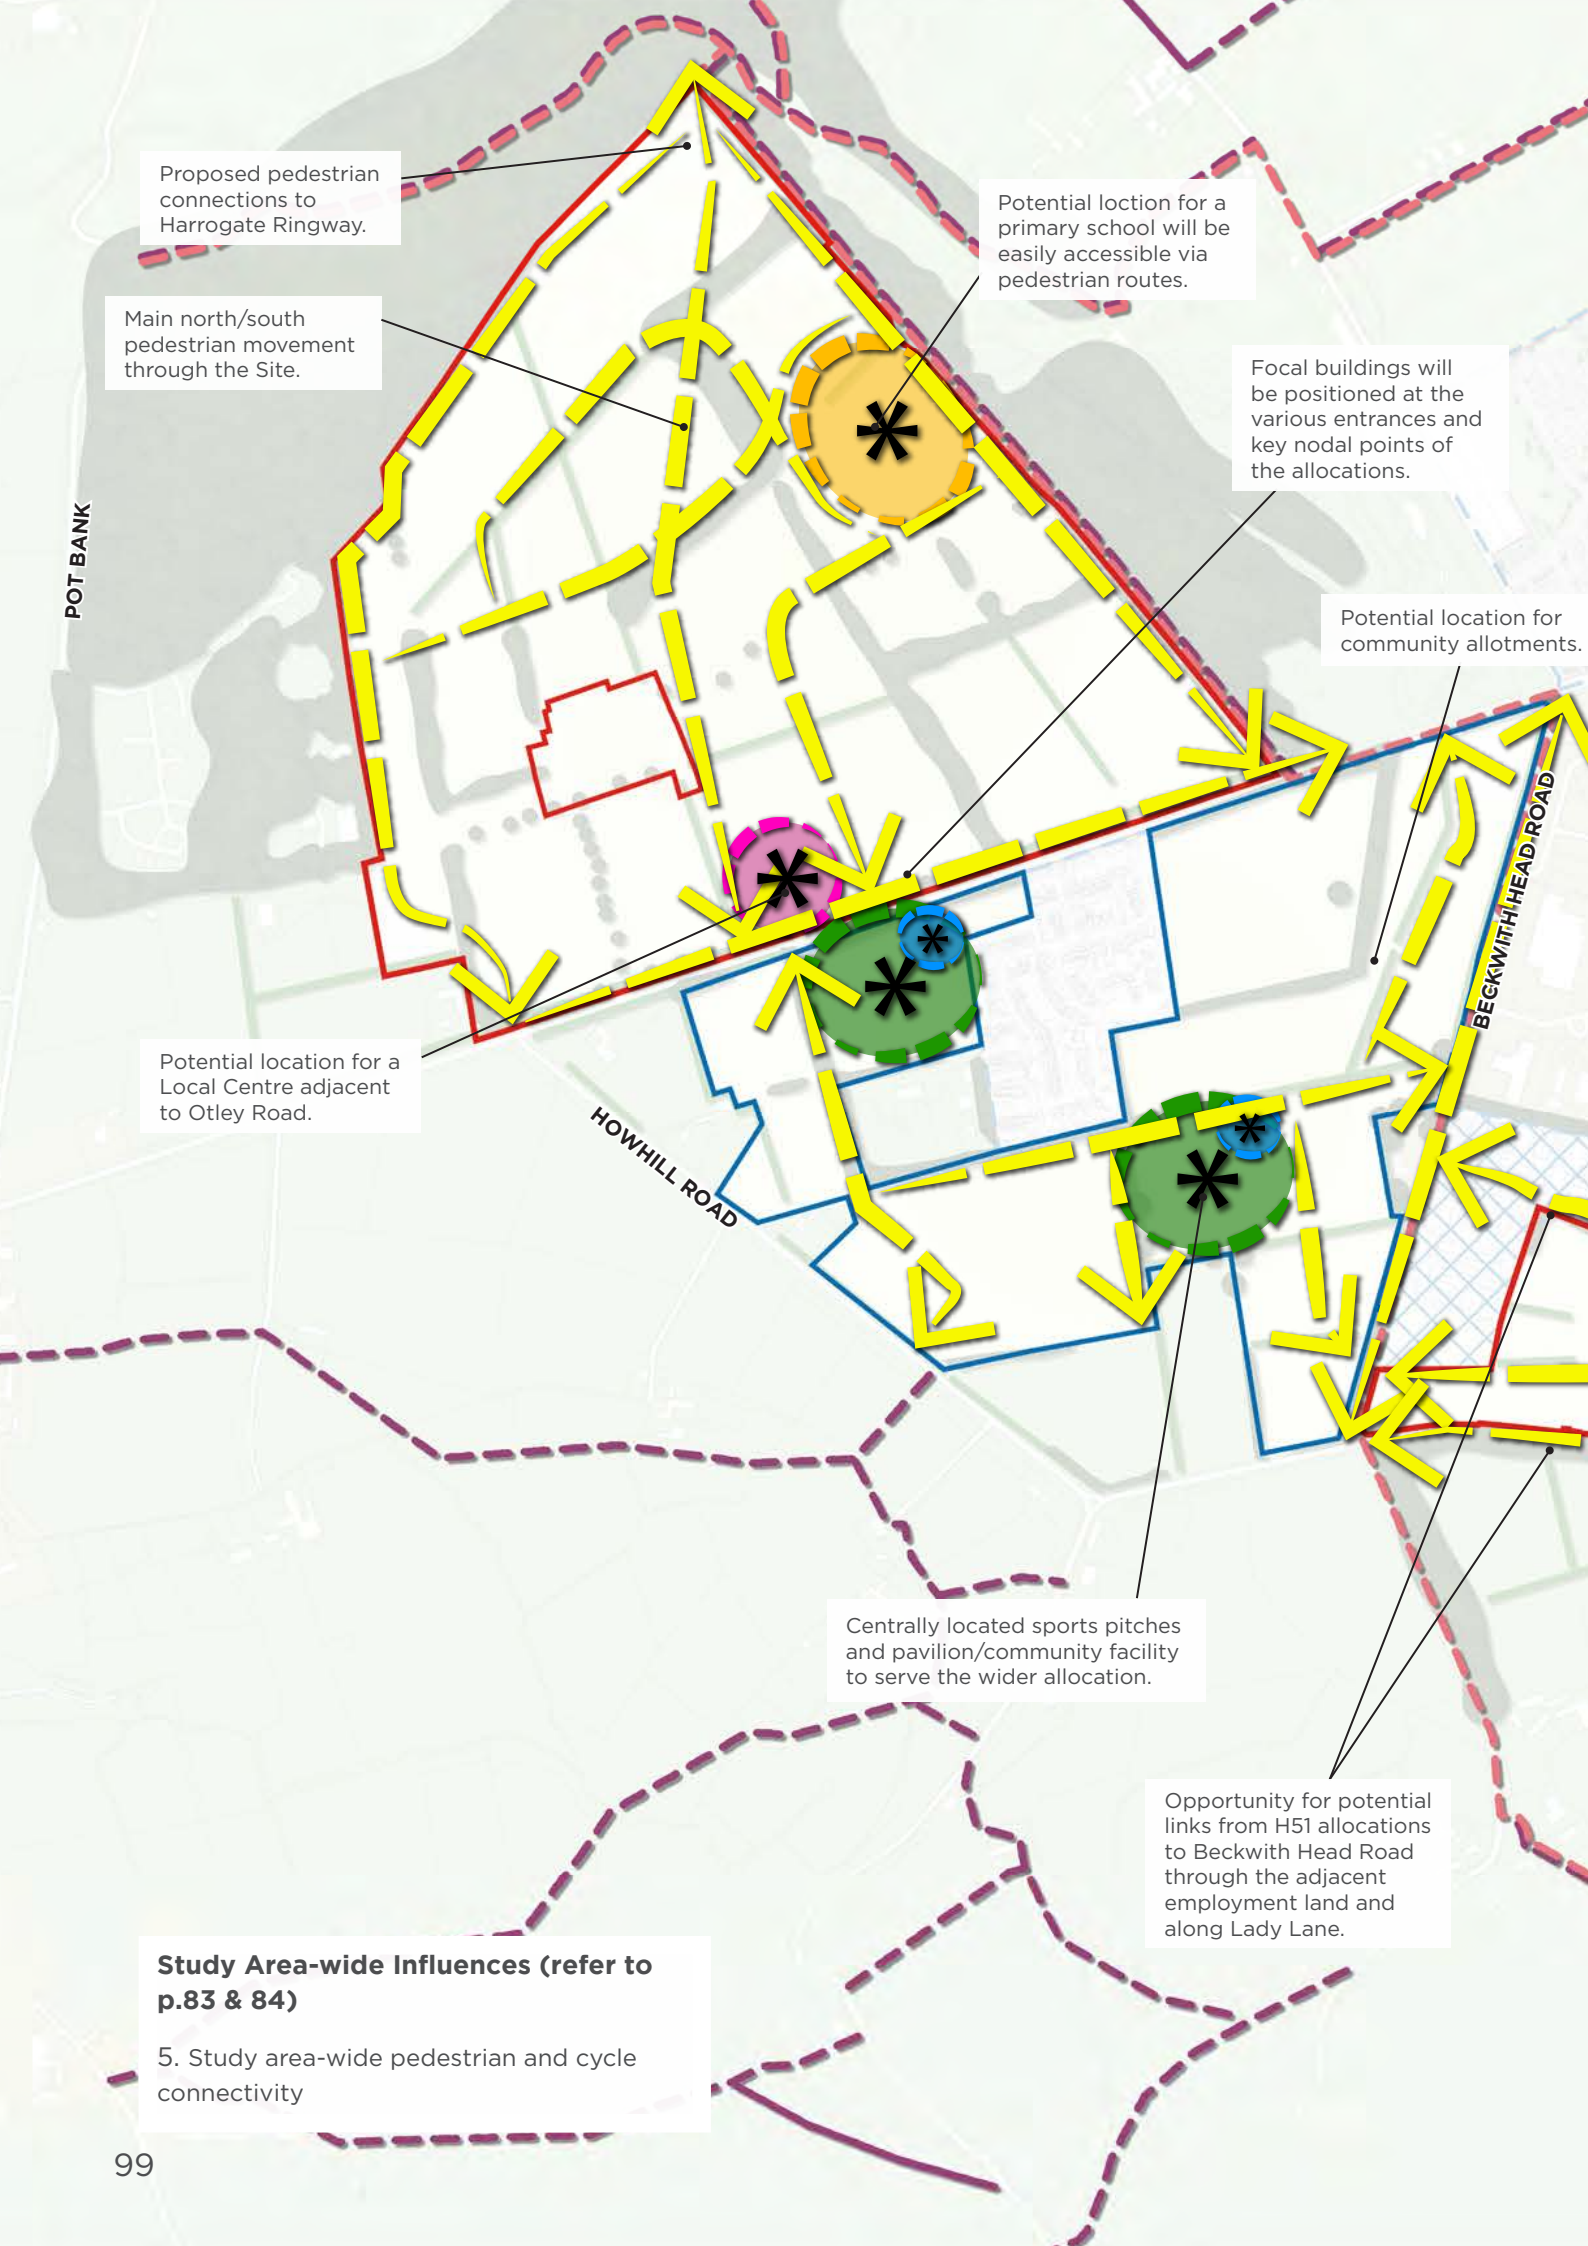 Proposed pedestrian
connections to
Harrogate Ringway.
Potential loction for a
primary school will be
easily accessible via
pedestrian routes.
Main north/south
pedestrian movement
through the Site.
Focal buildings will
be positioned at the
various entrances and
key nodal points of
the allocations.
POT BANK
Potential location for
community allotments.
BECKWITH HEAD ROAD
Potential location for a
Local Centre adjacent
to Otley Road.
HOWHILL ROAD
Centrally located sports pitches
and pavilion/community facility
to serve the wider allocation.
Opportunity for potential
links from H51 allocations
to Beckwith Head Road
through the adjacent
employment land and
along Lady Lane.
Study Area-wide Influences (refer to
p.83 & 84)
5. Study area-wide pedestrian and cycle
connectivity
99